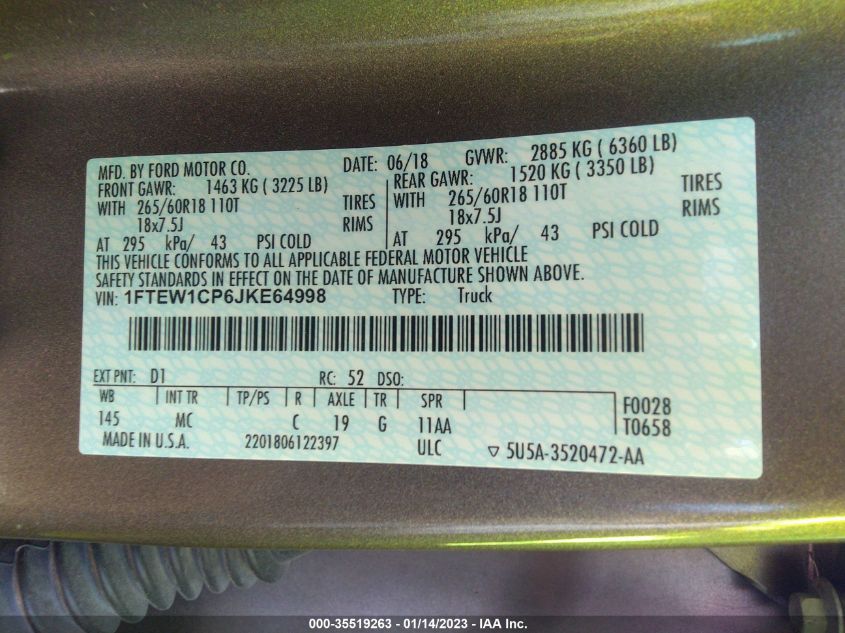 MFD. BY FORD MOTOR CO. DATE: 06/18 GVWR: 2885 KG ( 6360 LB)
FRONT GAWR: 1463 KG ( 3225 LB) REAR GAWR: 1520 KG ( 3350 LB)
WITH 265/60R18 110T TIRES WITH 265/60R18 110T TIRES
18x7.5J RIMS 18x7.5J RIMS
AT 295 kPa/ 43 PSI COLD AT 295 kPa/ 43 PSI COLD
THIS VEHICLE CONFORMS TO ALL APPLICABLE FEDERAL MOTOR VEHICLE
SAFETY STANDARDS IN EFFECT ON THE DATE OF MANUFACTURE SHOWN ABOVE.
VIN: 1FTEW1CP6JKE64998 TYPE: Truck
EXT PNT: D1 RC: 52 DSO:
WB INT TR TP/PS R AXLE TR SPR F0028
145 MC C 19 G 11AA T0658
MADE IN U.S.A. 2201806122397 ULC ▽ 5U5A-3520472-AA
000-35519263 - 01/14/2023 - IAA Inc.